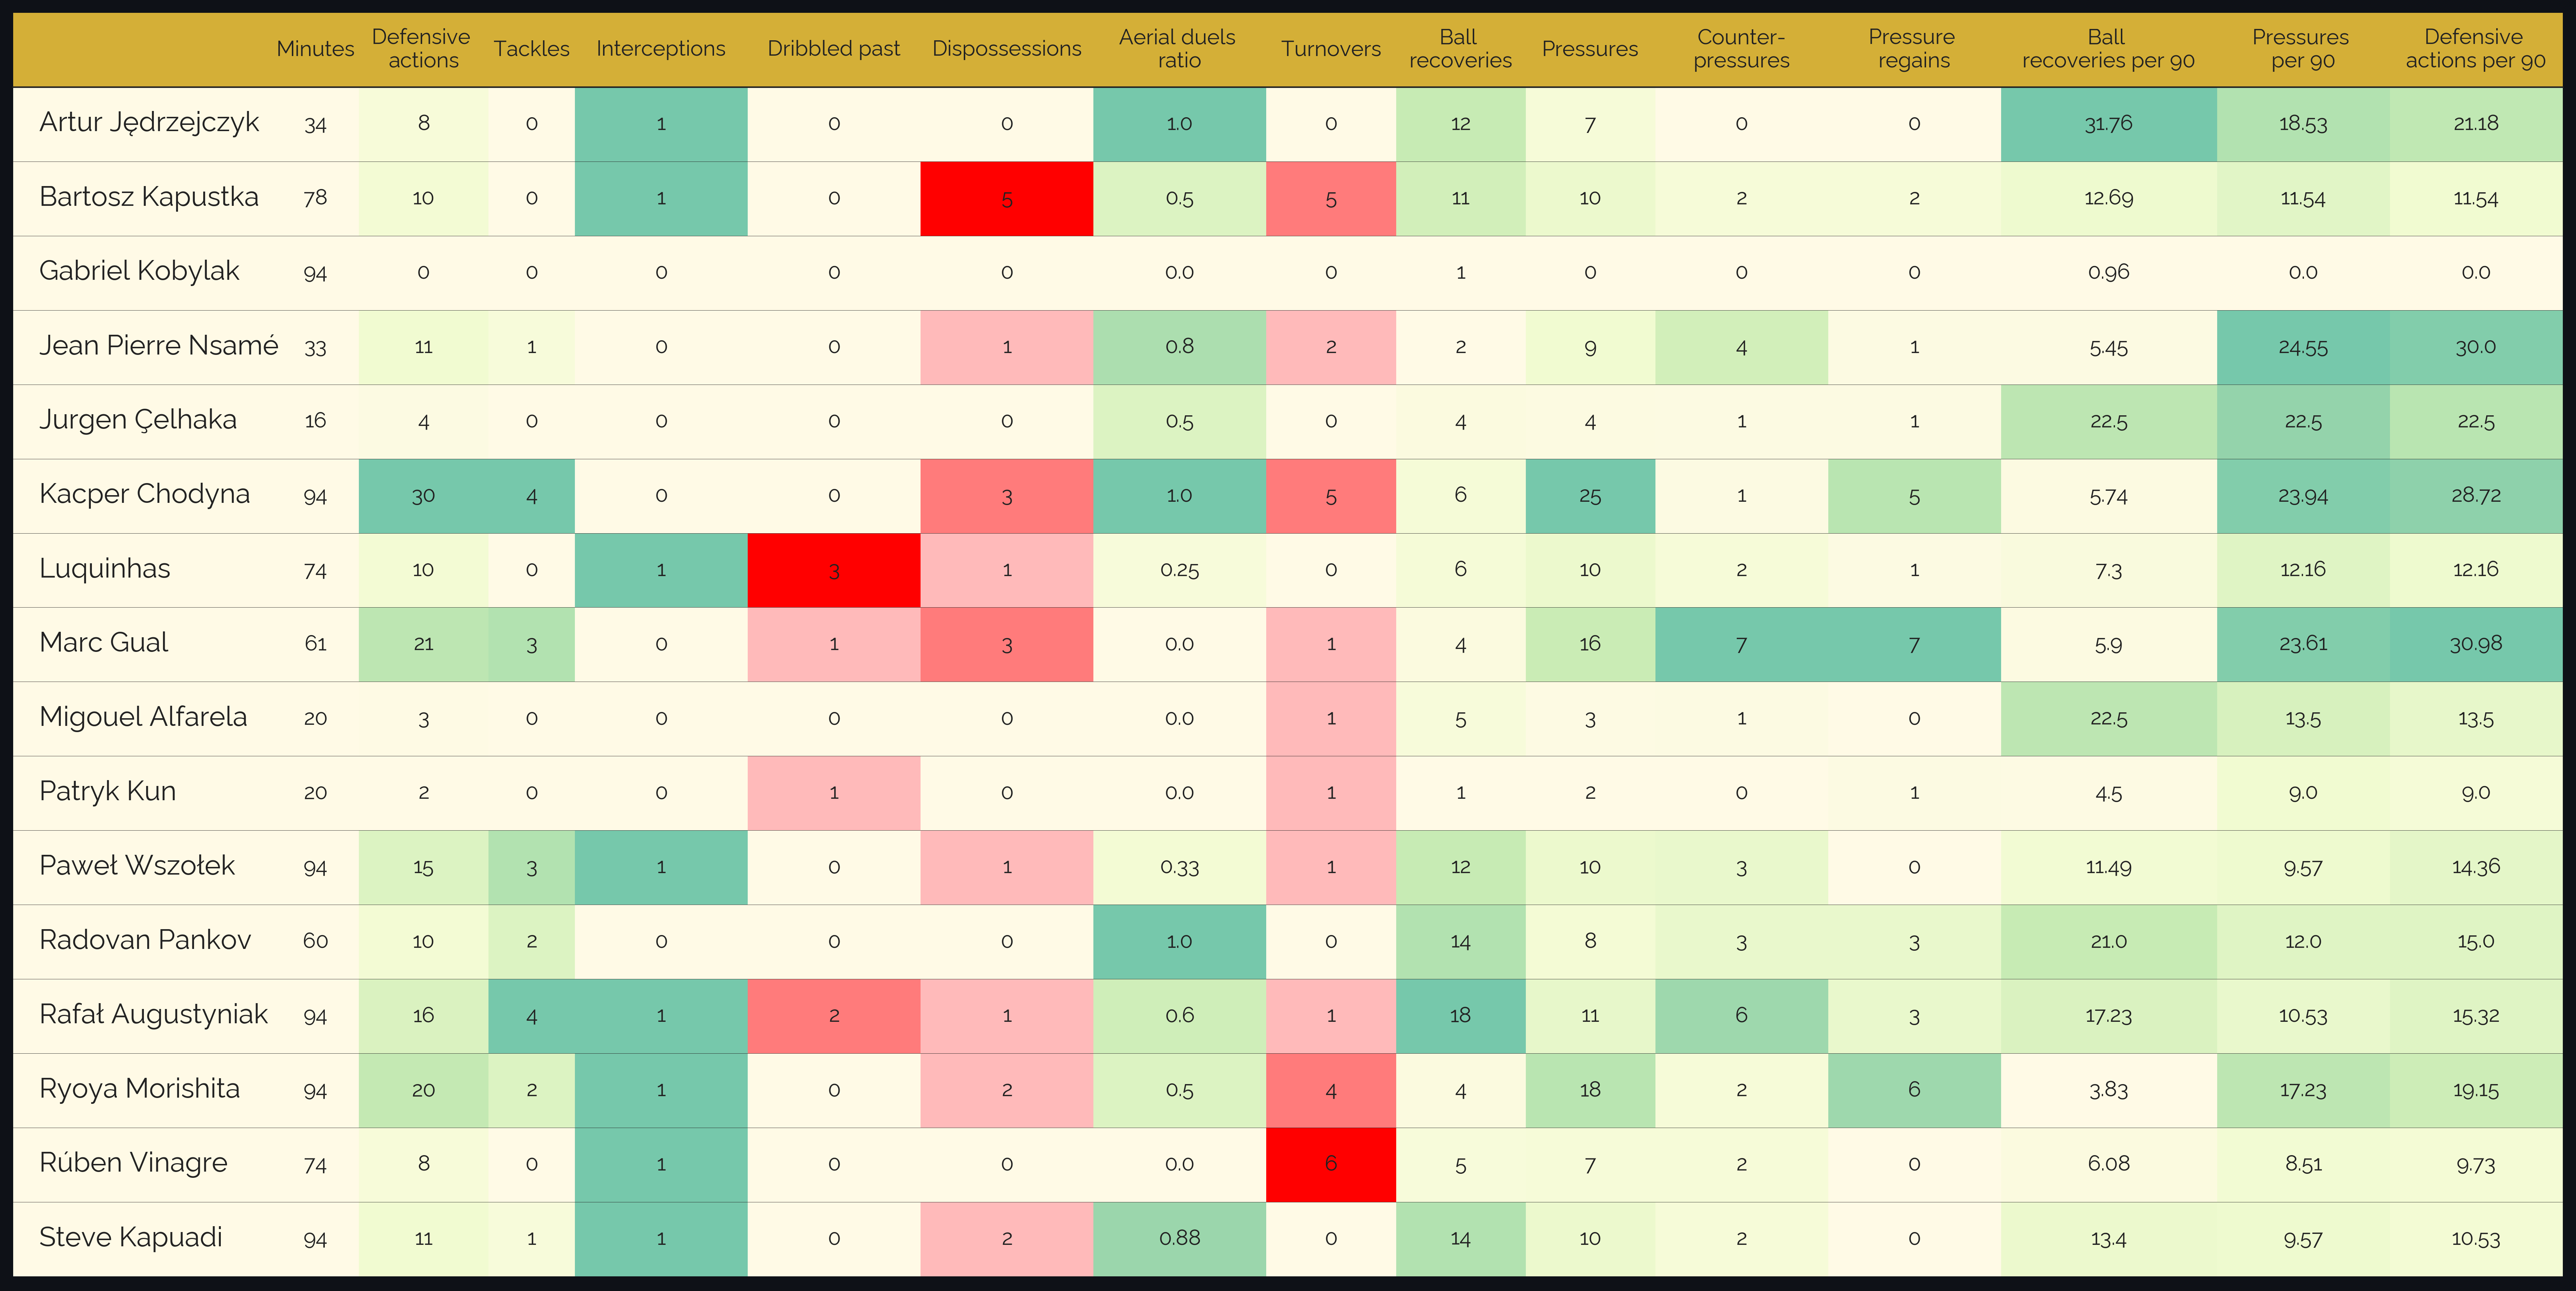 Minutes Defensive actions Tackles Interceptions Dribbled past Dispossessions Aerial duels ratio Turnovers Ball recoveries Pressures Counter-pressures Pressure regains Ball recoveries per 90 Pressures per 90 Defensive actions per 90
Artur Jędrzejczyk 34 8 0 1 0 0 1.0 0 12 7 0 0 31.76 18.53 21.18
Bartosz Kapustka 78 10 0 1 0 5 0.5 5 11 10 2 2 12.69 11.54 11.54
Gabriel Kobylak 94 0 0 0 0 0 0.0 0 1 0 0 0 0.96 0.0 0.0
Jean Pierre Nsamé 33 11 1 0 0 1 0.8 2 2 9 4 1 5.45 24.55 30.0
Jurgen Çelhaka 16 4 0 0 0 0 0.5 0 4 4 1 1 22.5 22.5 22.5
Kacper Chodyna 94 30 4 0 0 3 1.0 5 6 25 1 5 5.74 23.94 28.72
Luquinhas 74 10 0 1 3 1 0.25 0 6 10 2 1 7.3 12.16 12.16
Marc Gual 61 21 3 0 1 3 0.0 1 4 16 7 7 5.9 23.61 30.98
Migouel Alfarela 20 3 0 0 0 0 0.0 1 5 3 1 0 22.5 13.5 13.5
Patryk Kun 20 2 0 0 1 0 0.0 1 1 2 0 1 4.5 9.0 9.0
Paweł Wszołek 94 15 3 1 0 1 0.33 1 12 10 3 0 11.49 9.57 14.36
Radovan Pankov 60 10 2 0 0 0 1.0 0 14 8 3 3 21.0 12.0 15.0
Rafał Augustyniak 94 16 4 1 2 1 0.6 1 18 11 6 3 17.23 10.53 15.32
Ryoya Morishita 94 20 2 1 0 2 0.5 4 4 18 2 6 3.83 17.23 19.15
Rúben Vinagre 74 8 0 1 0 0 0.0 6 5 7 2 0 6.08 8.51 9.73
Steve Kapuadi 94 11 1 1 0 2 0.88 0 14 10 2 0 13.4 9.57 10.53